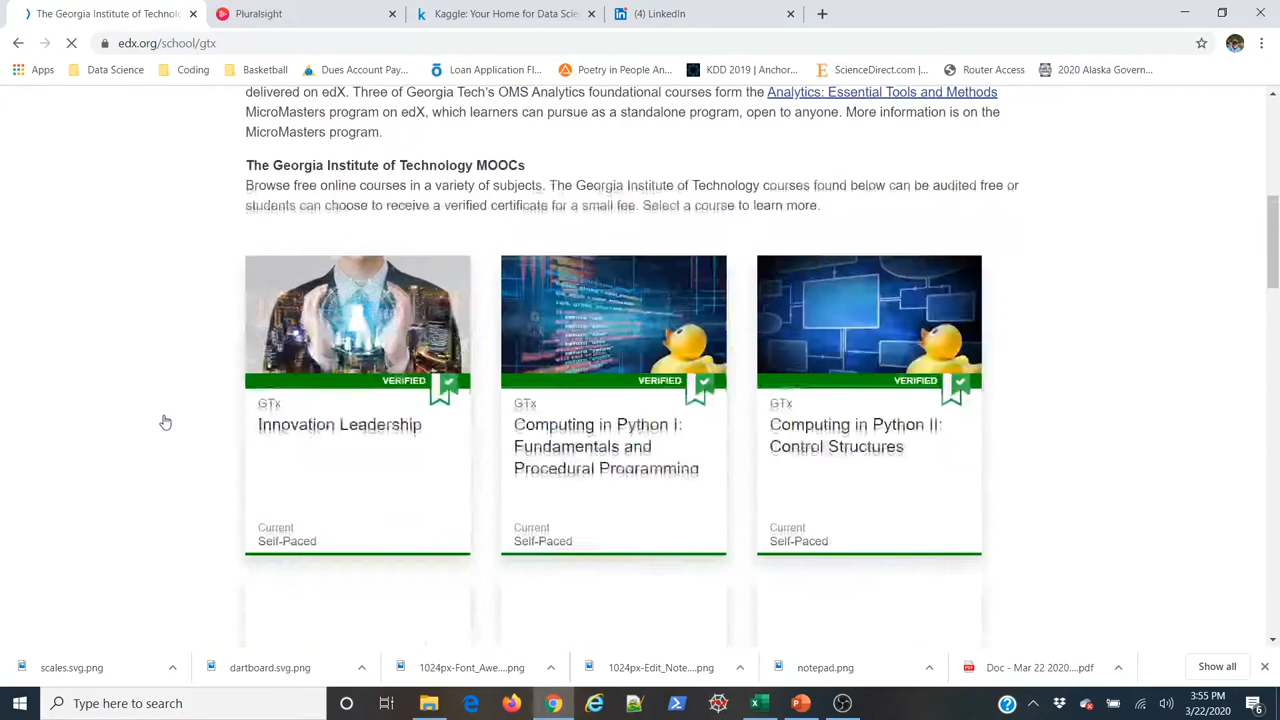 The Georgia Institute of Technolo
Pluralsight
Kaggle: Your Home for Data Scie
(4) LinkedIn
edx.org/school/gtx
Apps
Data Science
Coding
Basketball
Dues Account Pay...
Loan Application Fl...
Poetry in People An...
KDD 2019 | Anchor...
ScienceDirect.com |...
Router Access
2020 Alaska Govern...
delivered on edX. Three of Georgia Tech's OMS Analytics foundational courses form the Analytics: Essential Tools and Methods
MicroMasters program on edX, which learners can pursue as a standalone program, open to anyone. More information is on the
MicroMasters program.
The Georgia Institute of Technology MOOCs
Browse free online courses in a variety of subjects. The Georgia Institute of Technology courses found below can be audited free or
students can choose to receive a verified certificate for a small fee. Select a course to learn more.
VERIFIED
GTx
Innovation Leadership
Current
Self-Paced
VERIFIED
GTx
Computing in Python I:
Fundamentals and
Procedural Programming
Current
Self-Paced
VERIFIED
GTx
Computing in Python II:
Control Structures
Current
Self-Paced
scales.svg.png
dartboard.svg.png
1024px-Font_Awe....png
1024px-Edit_Note....png
notepad.png
Doc - Mar 22 2020....pdf
Show all
Type here to search
3:55 PM
3/22/2020
6